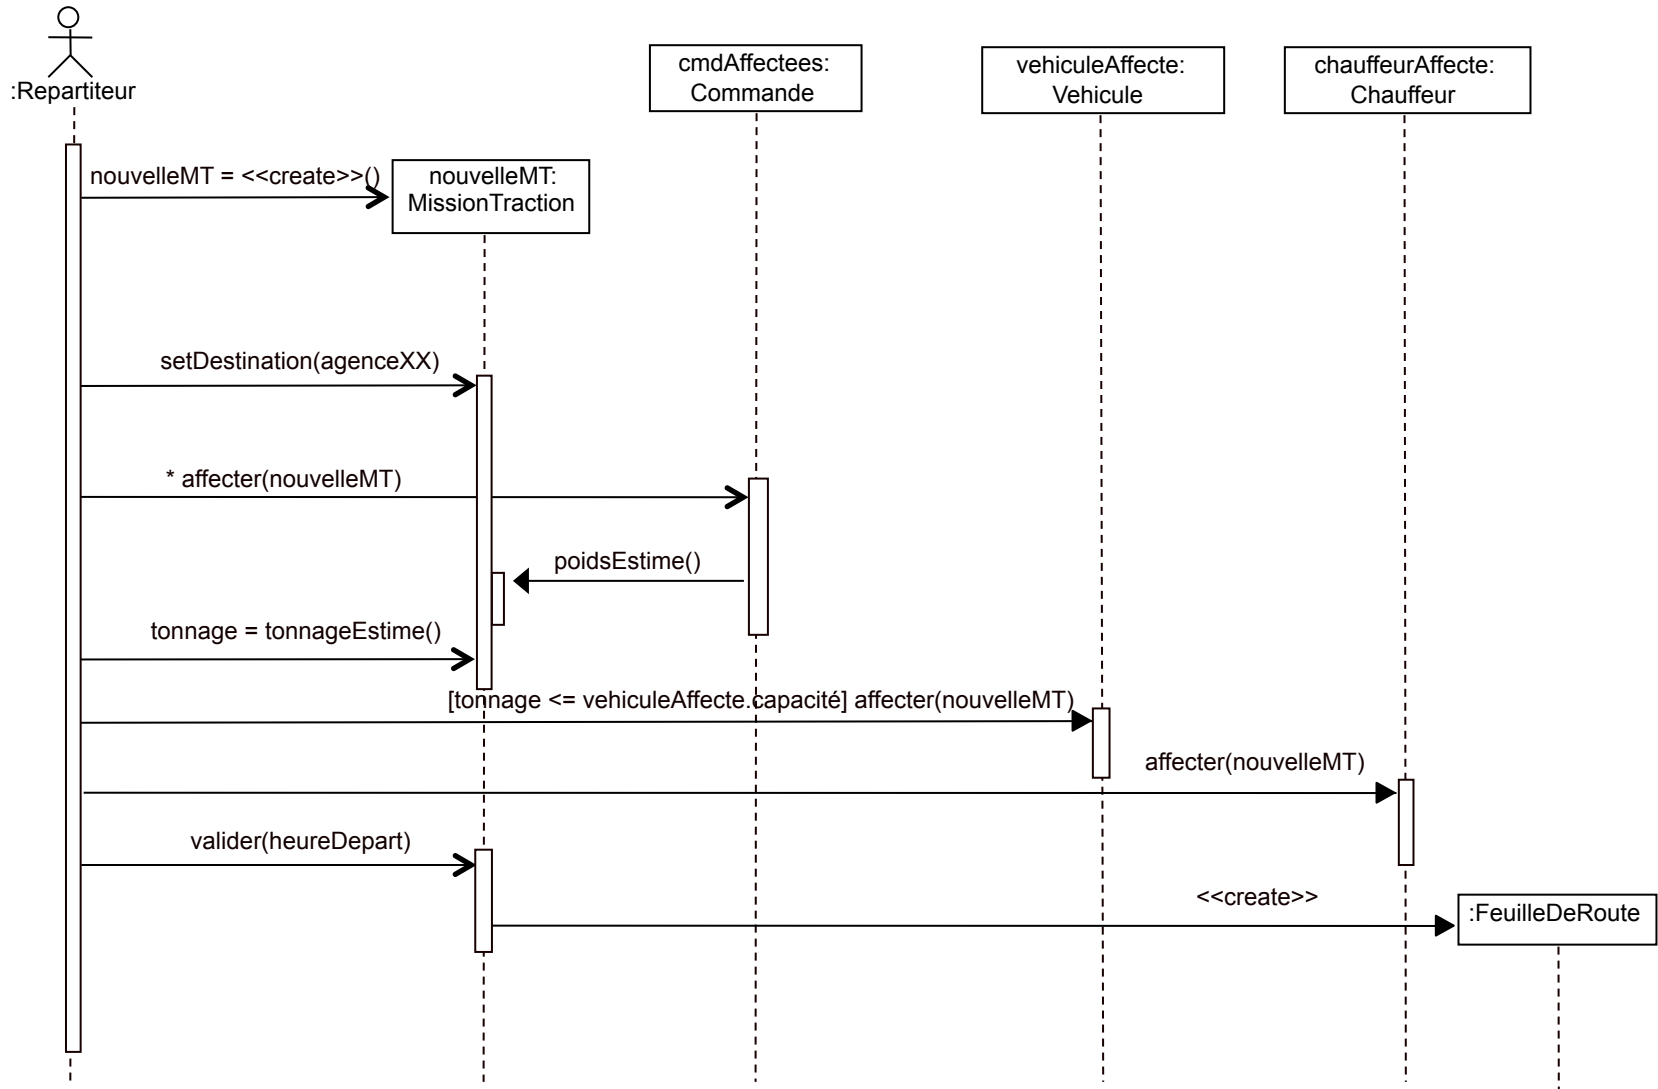 :Repartiteur
cmdAffectees:
Commande
vehiculeAffecte:
Vehicule
chauffeurAffecte:
Chauffeur
nouvelleMT = <<create>>()
nouvelleMT:
MissionTraction
setDestination(agenceXX)
* affecter(nouvelleMT)
poidsEstime()
tonnage = tonnageEstime()
[tonnage <= vehiculeAffecte.capacité] affecter(nouvelleMT)
affecter(nouvelleMT)
valider(heureDepart)
<<create>>
:FeuilleDeRoute